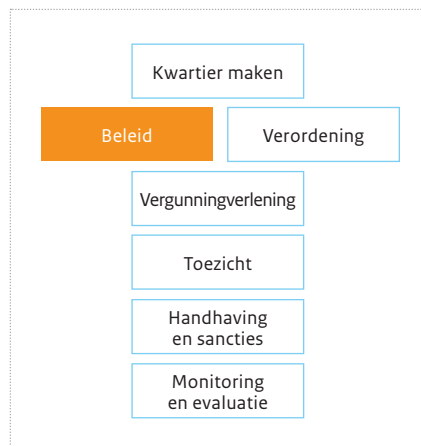 Kwartier maken
Beleid
Verordening
Vergunningverlening
Toezicht
Handhaving
en sancties
Monitoring
en evaluatie